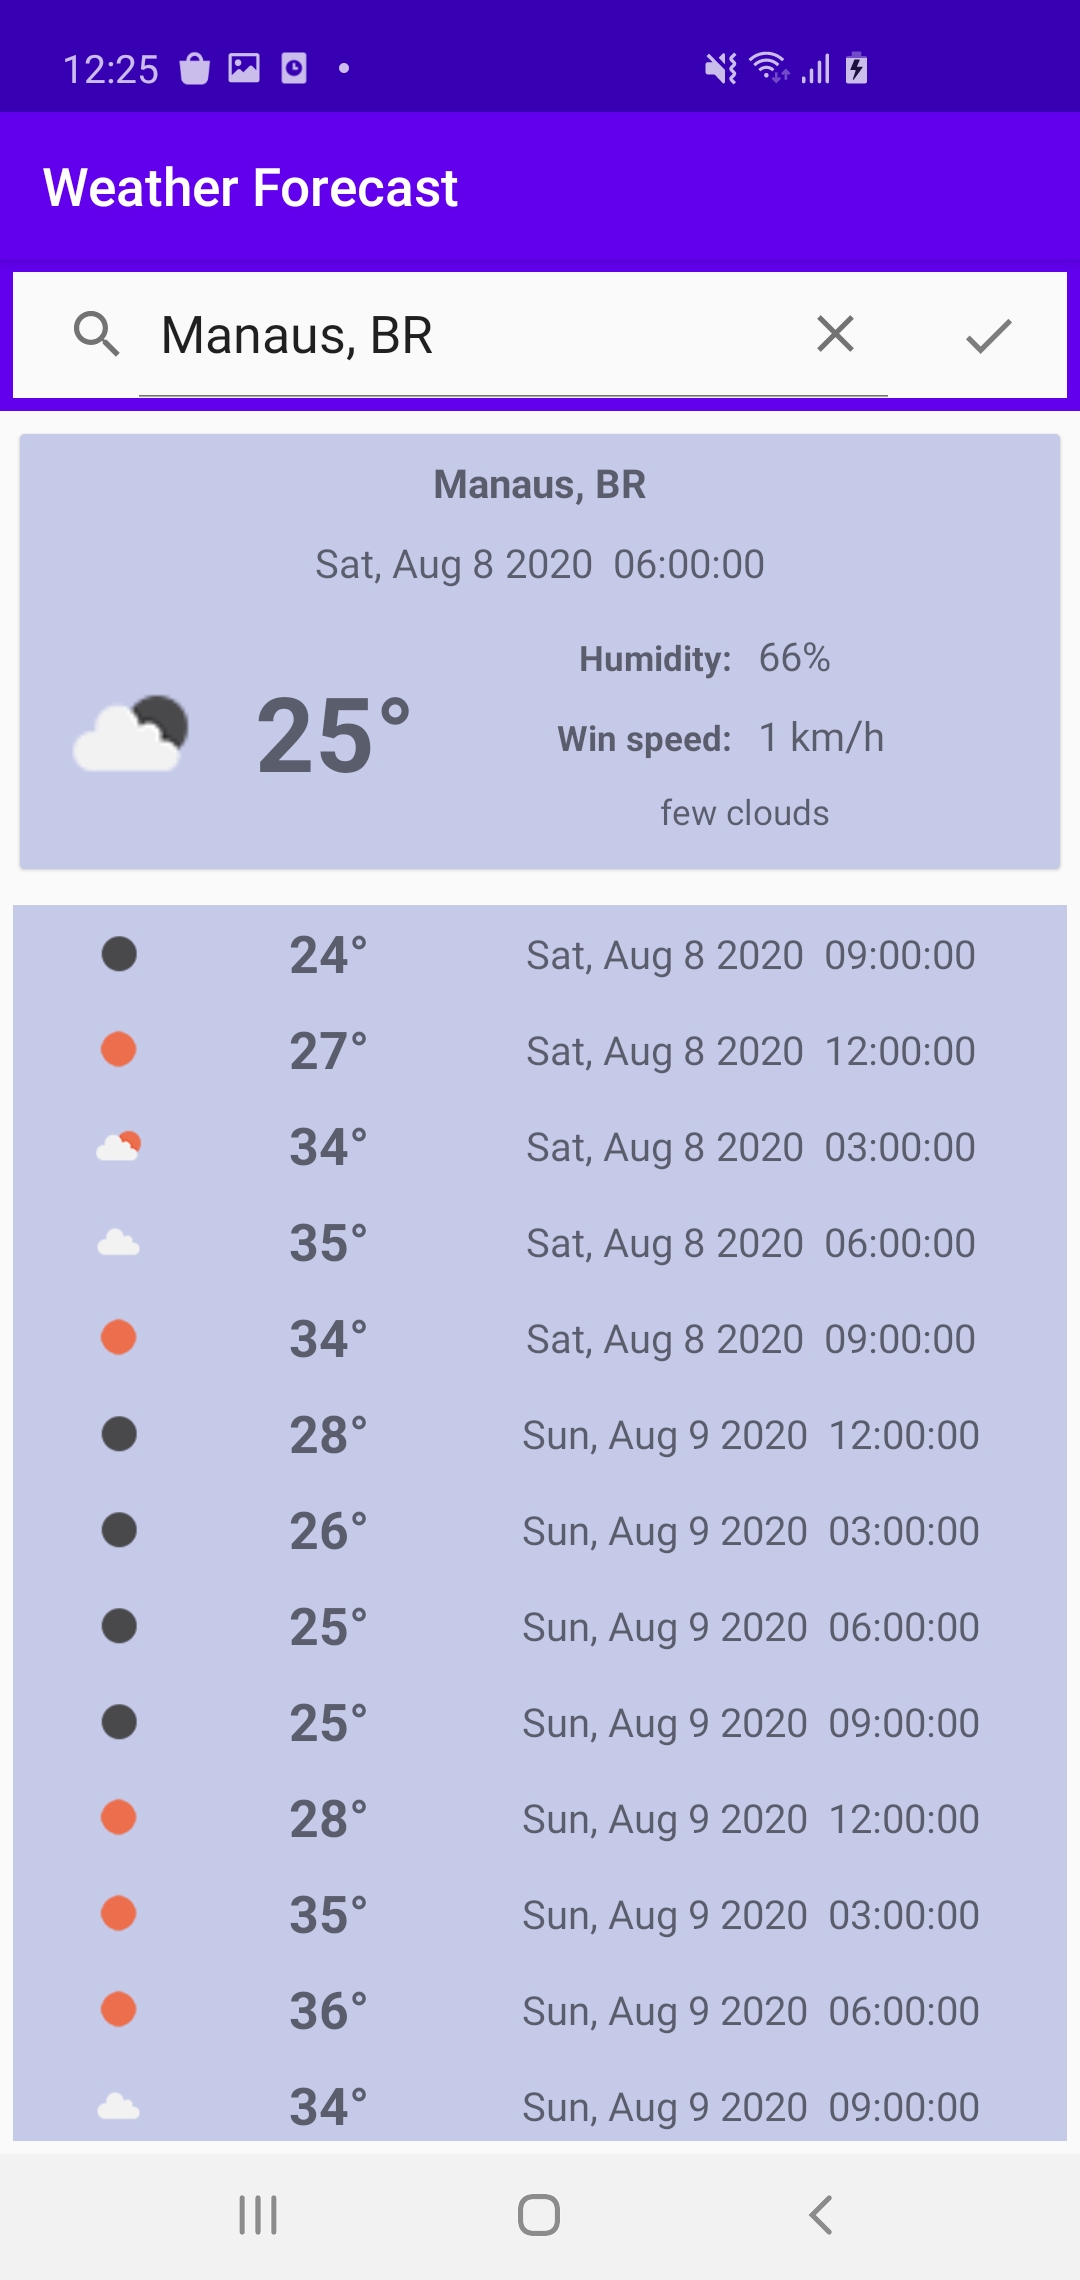 12:25
Weather Forecast
Manaus, BR
Manaus, BR
Sat, Aug 8 2020  06:00:00
Humidity: 66%
25° Win speed: 1 km/h
few clouds
24° Sat, Aug 8 2020  09:00:00
27° Sat, Aug 8 2020  12:00:00
34° Sat, Aug 8 2020  03:00:00
35° Sat, Aug 8 2020  06:00:00
34° Sat, Aug 8 2020  09:00:00
28° Sun, Aug 9 2020  12:00:00
26° Sun, Aug 9 2020  03:00:00
25° Sun, Aug 9 2020  06:00:00
25° Sun, Aug 9 2020  09:00:00
28° Sun, Aug 9 2020  12:00:00
35° Sun, Aug 9 2020  03:00:00
36° Sun, Aug 9 2020  06:00:00
34° Sun, Aug 9 2020  09:00:00